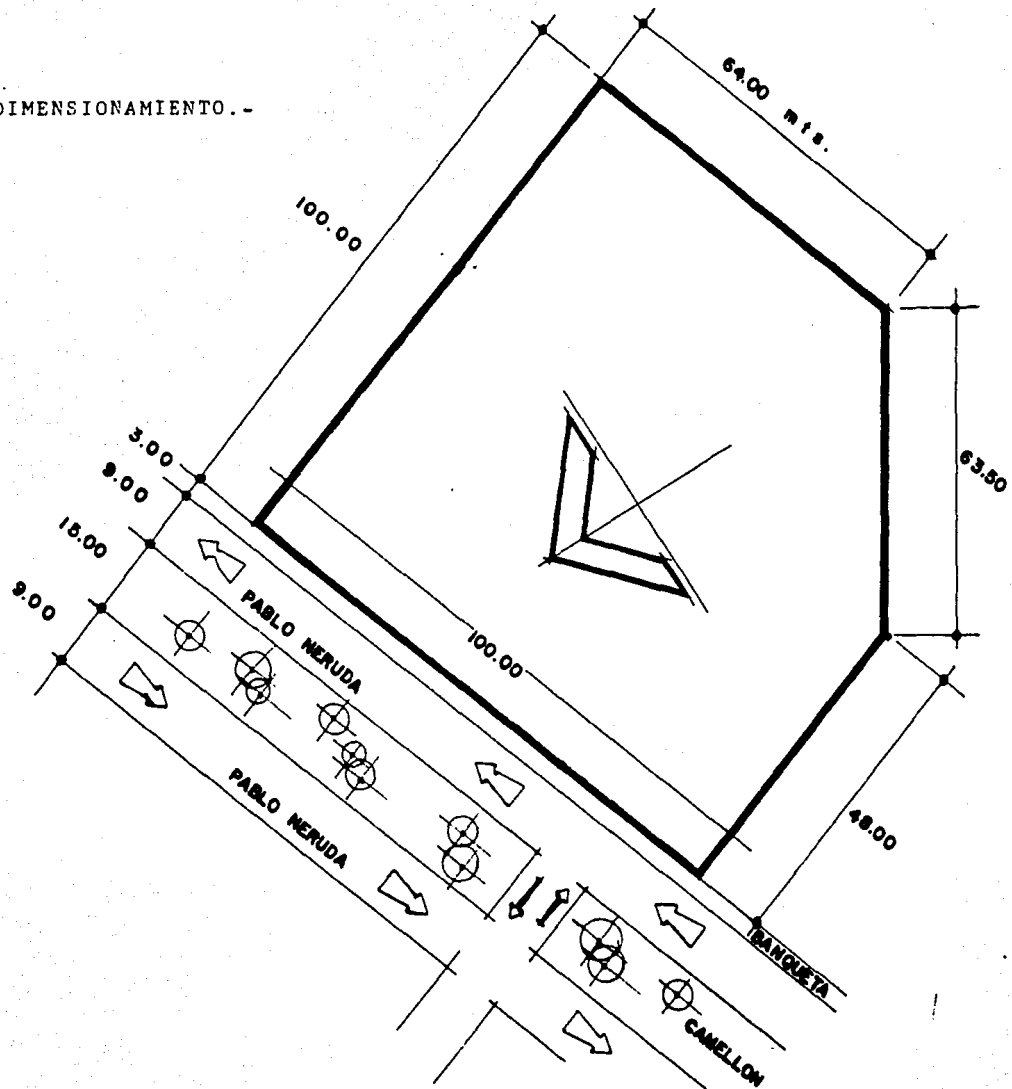 DIMENSIONAMIENTO.-
64.00 mts.
100.00
3.00
9.00
15.00
9.00
63.50
PABLO NERUDA
100.00
PABLO NERUDA
48.00
BANQUETA
CAMELLON